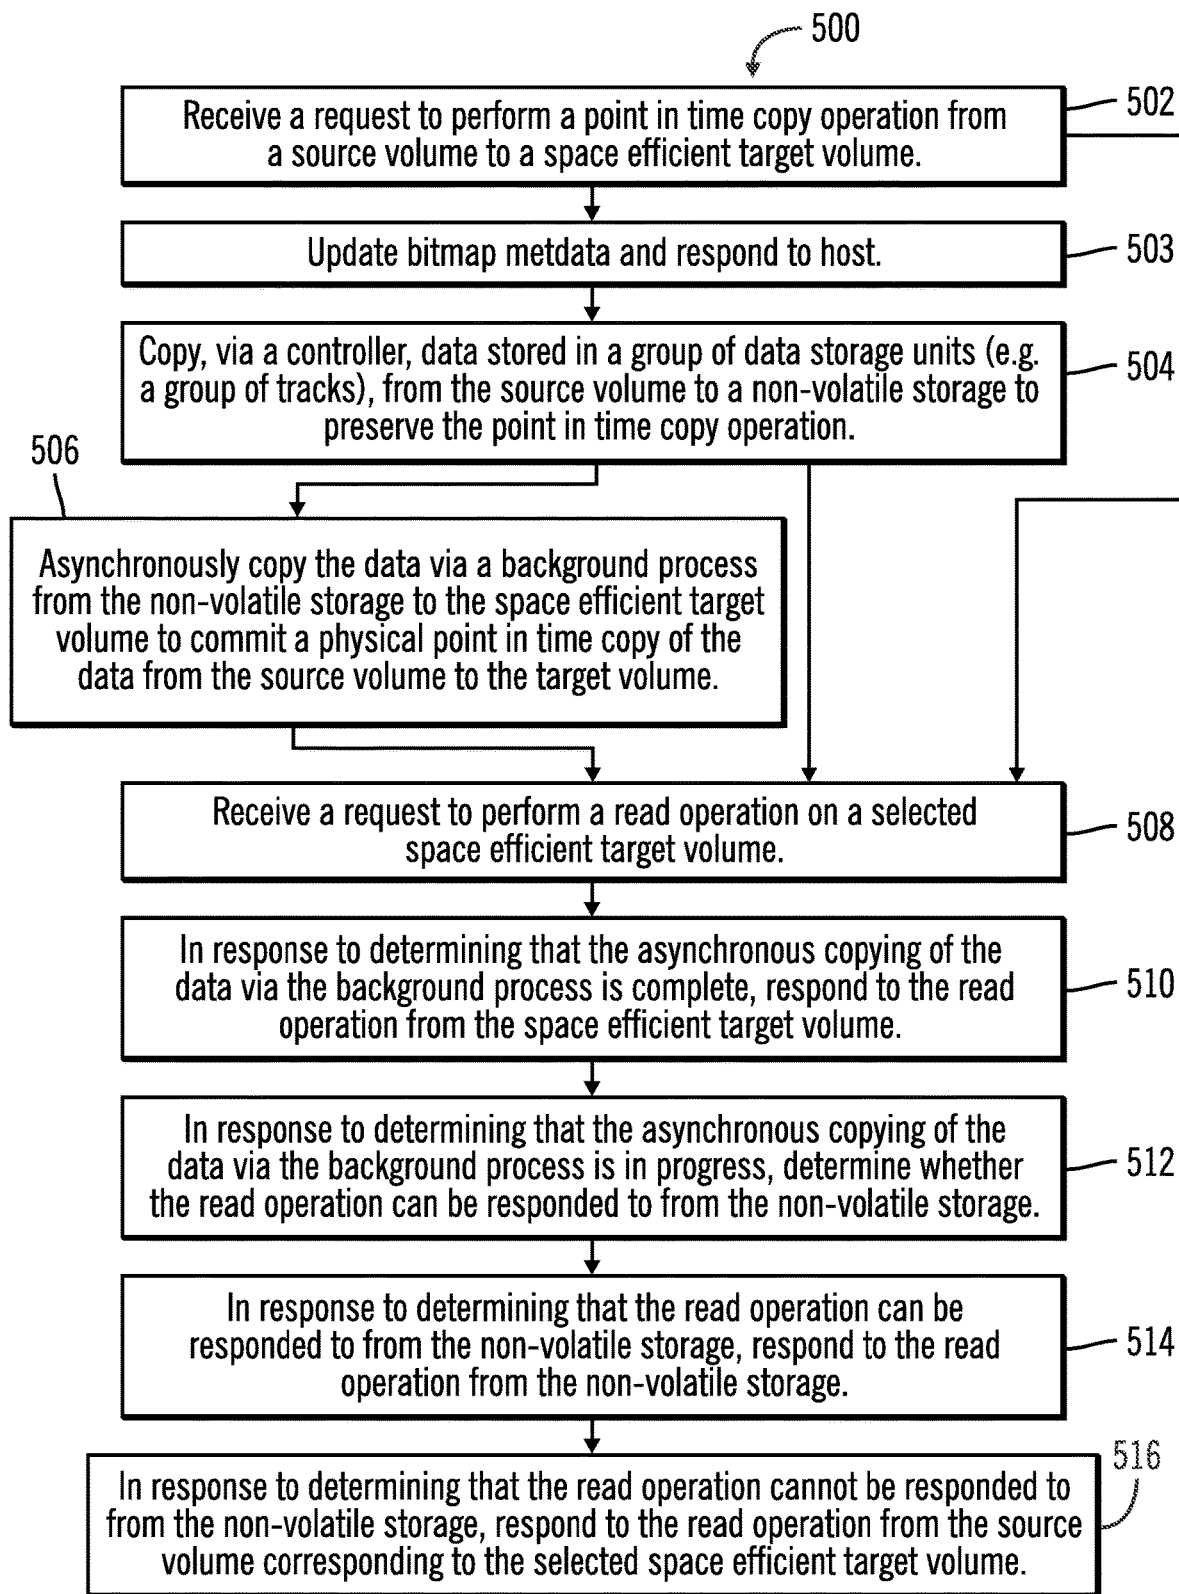 500
Receive a request to perform a point in time copy operation from
a source volume to a space efficient target volume.
502
Update bitmap metdata and respond to host.
503
Copy, via a controller, data stored in a group of data storage units (e.g.
a group of tracks), from the source volume to a non-volatile storage to
preserve the point in time copy operation.
504
506
Asynchronously copy the data via a background process
from the non-volatile storage to the space efficient target
volume to commit a physical point in time copy of the
data from the source volume to the target volume.
Receive a request to perform a read operation on a selected
space efficient target volume.
508
In response to determining that the asynchronous copying of the
data via the background process is complete, respond to the read
operation from the space efficient target volume.
510
In response to determining that the asynchronous copying of the
data via the background process is in progress, determine whether
the read operation can be responded to from the non-volatile storage.
512
In response to determining that the read operation can be
responded to from the non-volatile storage, respond to the read
operation from the non-volatile storage.
514
516
In response to determining that the read operation cannot be responded to
from the non-volatile storage, respond to the read operation from the source
volume corresponding to the selected space efficient target volume.